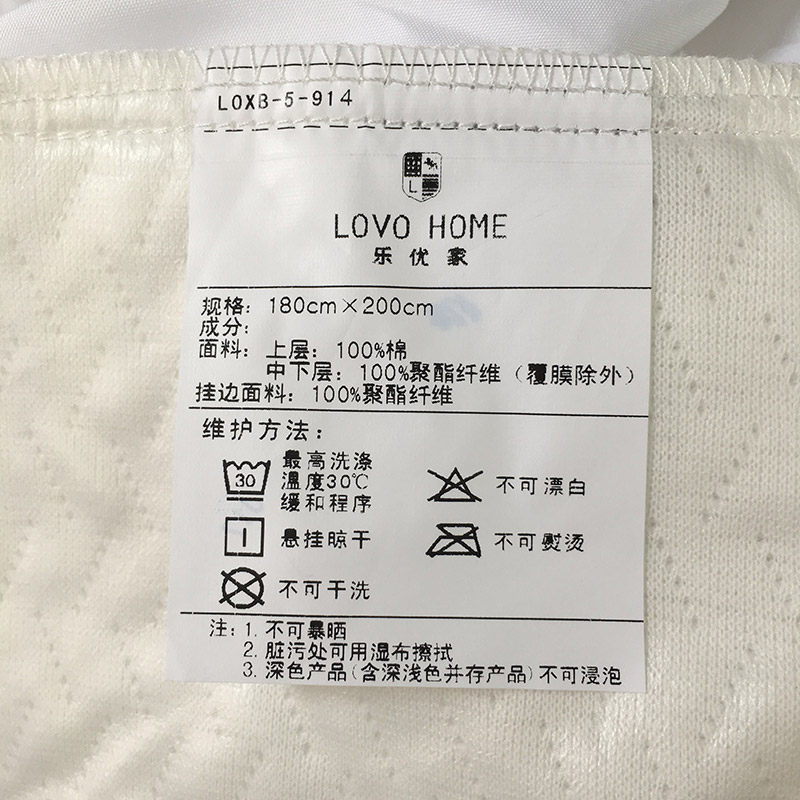 LOXB-5-914
L
LOVO HOME
乐优家
规格：180cm×200cm
成分：
面料：上层：100%棉
中下层：100%聚酯纤维（覆膜除外）
挂边面料：100%聚酯纤维
维护方法：
30 最高洗涤
温度30℃
缓和程序
不可漂白
悬挂晾干
不可熨烫
不可干洗
注：1. 不可暴晒
2. 脏污处可用湿布擦拭
3. 深色产品（含深浅色并存产品）不可浸泡